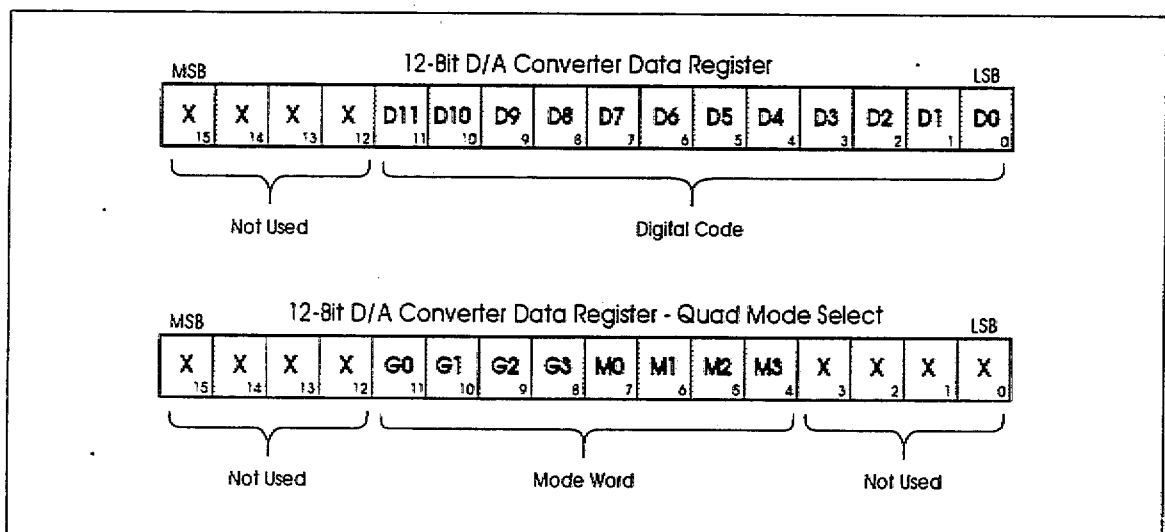 12-Bit D/A Converter Data Register
MSB LSB
X X X X D11 D10 D9 D8 D7 D6 D5 D4 D3 D2 D1 D0
15 14 13 12 11 10 9 8 7 6 5 4 3 2 1 0
Not Used Digital Code
12-Bit D/A Converter Data Register - Quad Mode Select
MSB LSB
X X X X G0 G1 G2 G3 M0 M1 M2 M3 X X X X
15 14 13 12 11 10 9 8 7 6 5 4 3 2 1 0
Not Used Mode Word Not Used